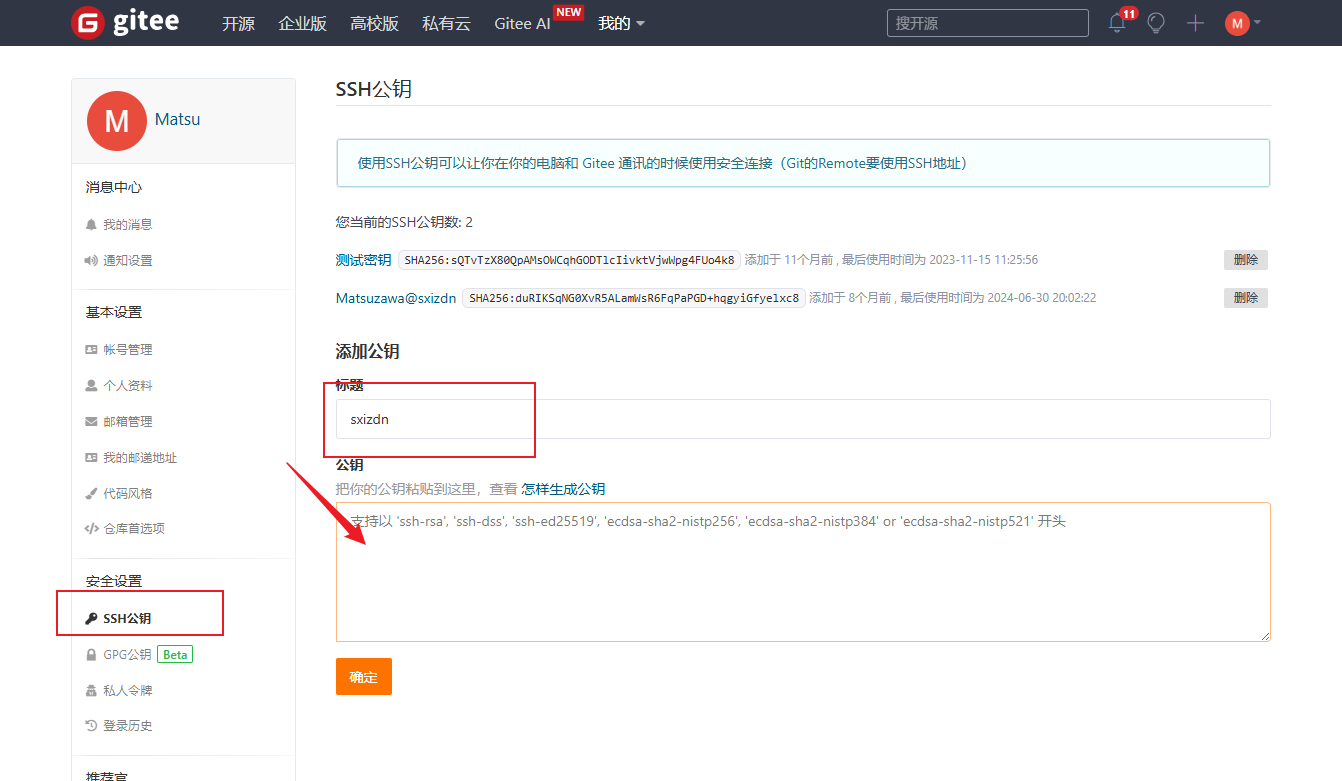 gitee 开源 企业版 高校版 私有云 Gitee AI NEW 我的 搜开源 11 M
M Matsu
消息中心
我的消息
通知设置
基本设置
帐号管理
个人资料
邮箱管理
我的邮递地址
代码风格
仓库首选项
安全设置
SSH公钥
GPG公钥 Beta
私人令牌
登录历史
推荐官
SSH公钥
使用SSH公钥可以让你在你的电脑和 Gitee 通讯的时候使用安全连接（Git的Remote要使用SSH地址）
您当前的SSH公钥数: 2
测试密钥 SHA256:sQTvTzX80QpAMsOWCqhGODTlcIivktVjwWpg4FUo4k8 添加于 11个月前 , 最后使用时间为 2023-11-15 11:25:56 删除
Matsuzawa@sxizdn SHA256:duRIKSqNG0XvR5ALamWsR6FqPaPGD+hqgyiGfyelxc8 添加于 8个月前 , 最后使用时间为 2024-06-30 20:02:22 删除
添加公钥
标题
sxizdn
公钥
把你的公钥粘贴到这里，查看 怎样生成公钥
支持以 'ssh-rsa', 'ssh-dss', 'ssh-ed25519', 'ecdsa-sha2-nistp256', 'ecdsa-sha2-nistp384' or 'ecdsa-sha2-nistp521' 开头
确定